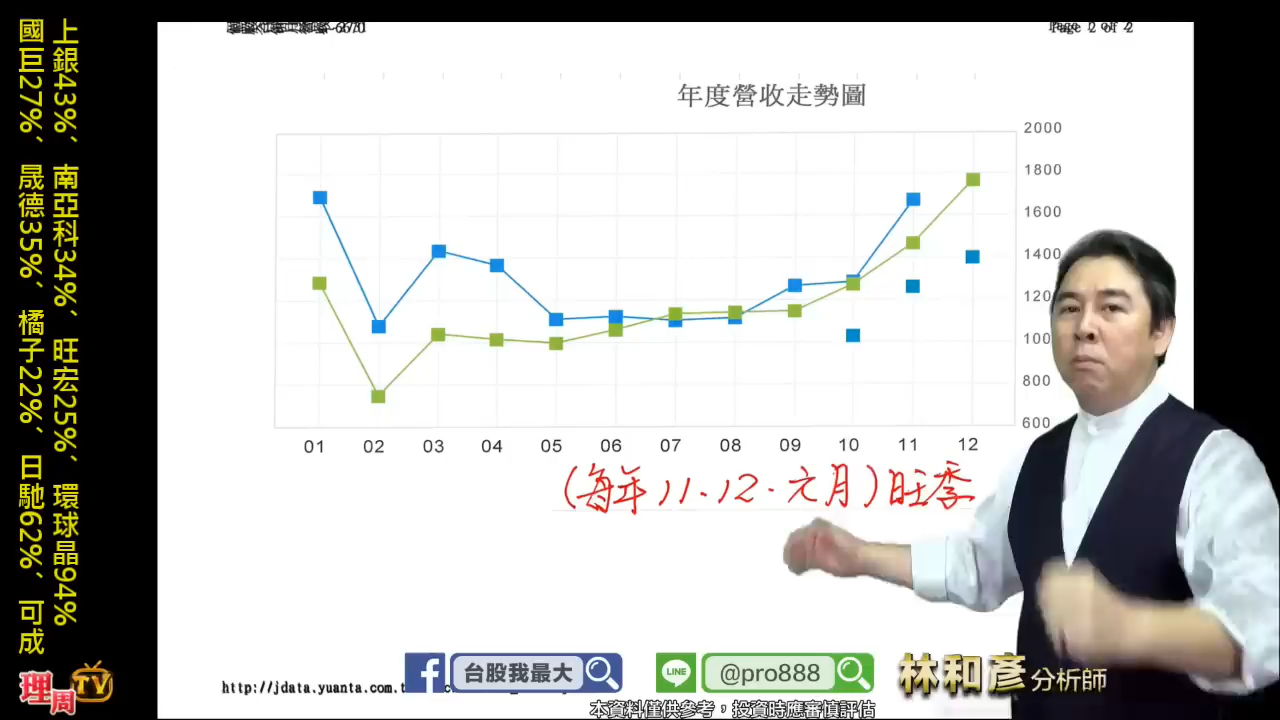 上銀43%、南亞科34%、旺宏25%、環球晶94%
國巨27%、晟德35%、橘子22%、日馳62%、可成
Page 2 of 2
年度營收走勢圖
2000
1800
1600
1400
120
100
800
600
01 02 03 04 05 06 07 08 09 10 11 12
(每年11.12.元月)旺季
http://jdata.yuanta.com.t
台股我最大
LINE
@pro888
林和彥分析師
理周TV
本資料僅供參考，投資時應審慎評估